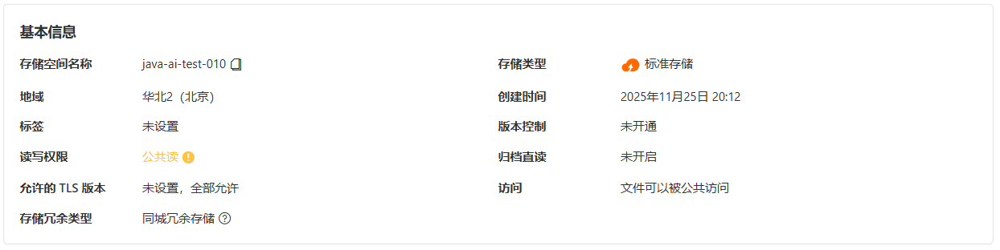 基本信息
存储空间名称 java-ai-test-010 存储类型 标准存储
地域 华北2（北京） 创建时间 2025年11月25日 20:12
标签 未设置 版本控制 未开通
读写权限 公共读 归档直读 未开启
允许的 TLS 版本 未设置，全部允许 访问 文件可以被公共访问
存储冗余类型 同城冗余存储